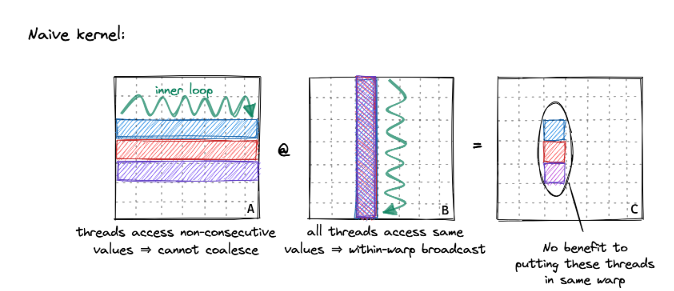 Naive kernel:
inner loop
A
@
B
=
C
threads access non-consecutive
values ⇒ cannot coalesce
all threads access same
values ⇒ within-warp broadcast
No benefit to
putting these threads
in same warp